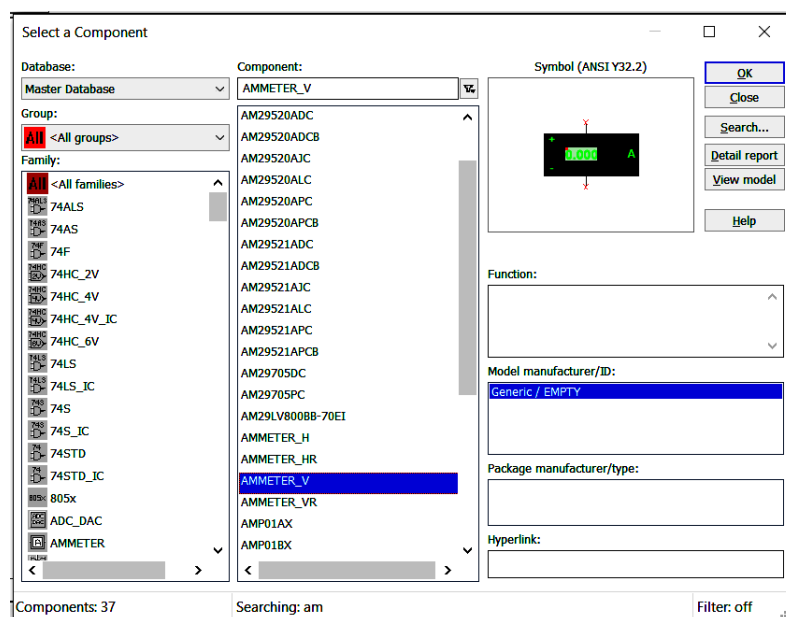 Select a Component
Database:
Master Database
Group:
All <All groups>
Family:
All <All families>
74ALS
74AS
74F
74HC_2V
74HC_4V
74HC_4V_IC
74HC_6V
74LS
74LS_IC
74S
74S_IC
74STD
74STD_IC
805x 805x
ADC_DAC
AMMETER
Component:
AMMETER_V
AM29520ADC
AM29520ADCB
AM29520AJC
AM29520ALC
AM29520APC
AM29520APCB
AM29521ADC
AM29521ADCB
AM29521AJC
AM29521ALC
AM29521APC
AM29521APCB
AM29705DC
AM29705PC
AM29LV800BB-70EI
AMMETER_H
AMMETER_HR
AMMETER_V
AMMETER_VR
AMP01AX
AMP01BX
Symbol (ANSI Y32.2)
+
0.000 A
-
Function:
Model manufacturer/ID:
Generic / EMPTY
Package manufacturer/type:
Hyperlink:
OK
Close
Search...
Detail report
View model
Help
Components: 37
Searching: am
Filter: off